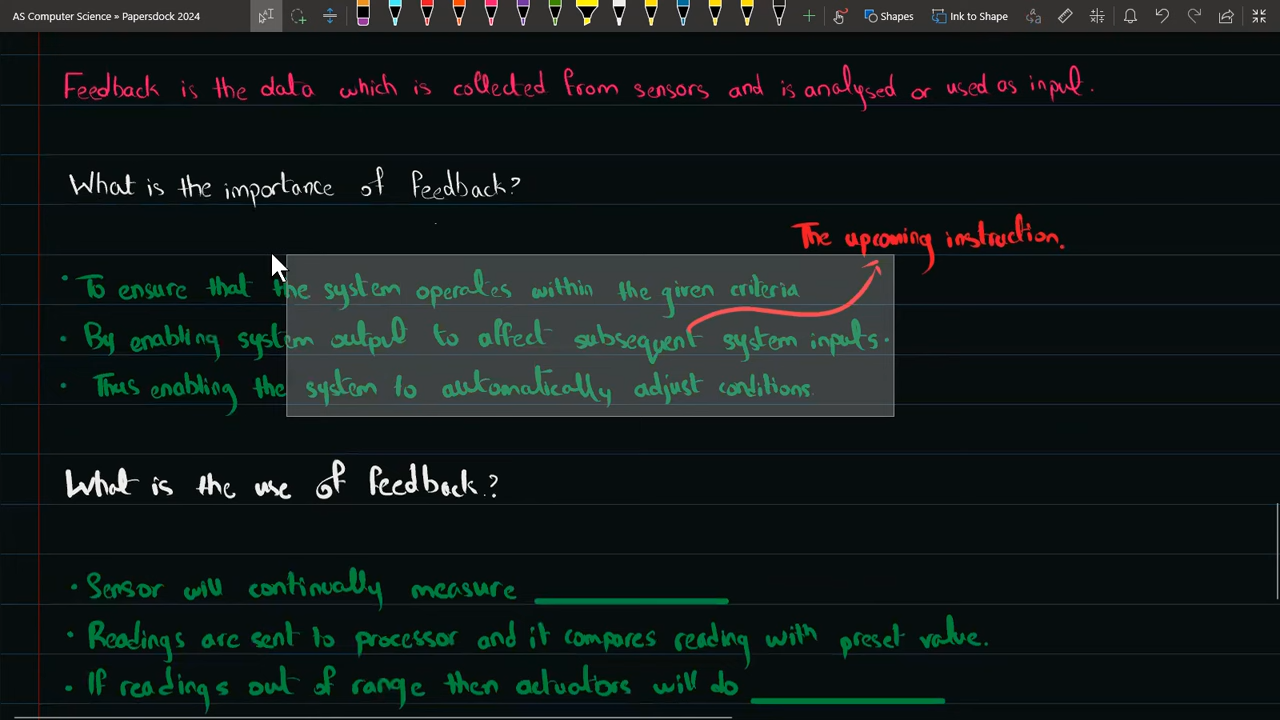 AS Computer Science » Papersdock 2024
Shapes
Ink to Shape
Feedback is the data which is collected from sensors and is analysed or used as input.
What is the importance of feedback?
The upcoming instruction.
· To ensure that the system operates within the given criteria
· By enabling system output to affect subsequent system inputs.
· Thus enabling the system to automatically adjust conditions.
What is the use of feedback?
· Sensor will continually measure
· Readings are sent to processor and it compares reading with preset value.
· If readings out of range then actuators will do